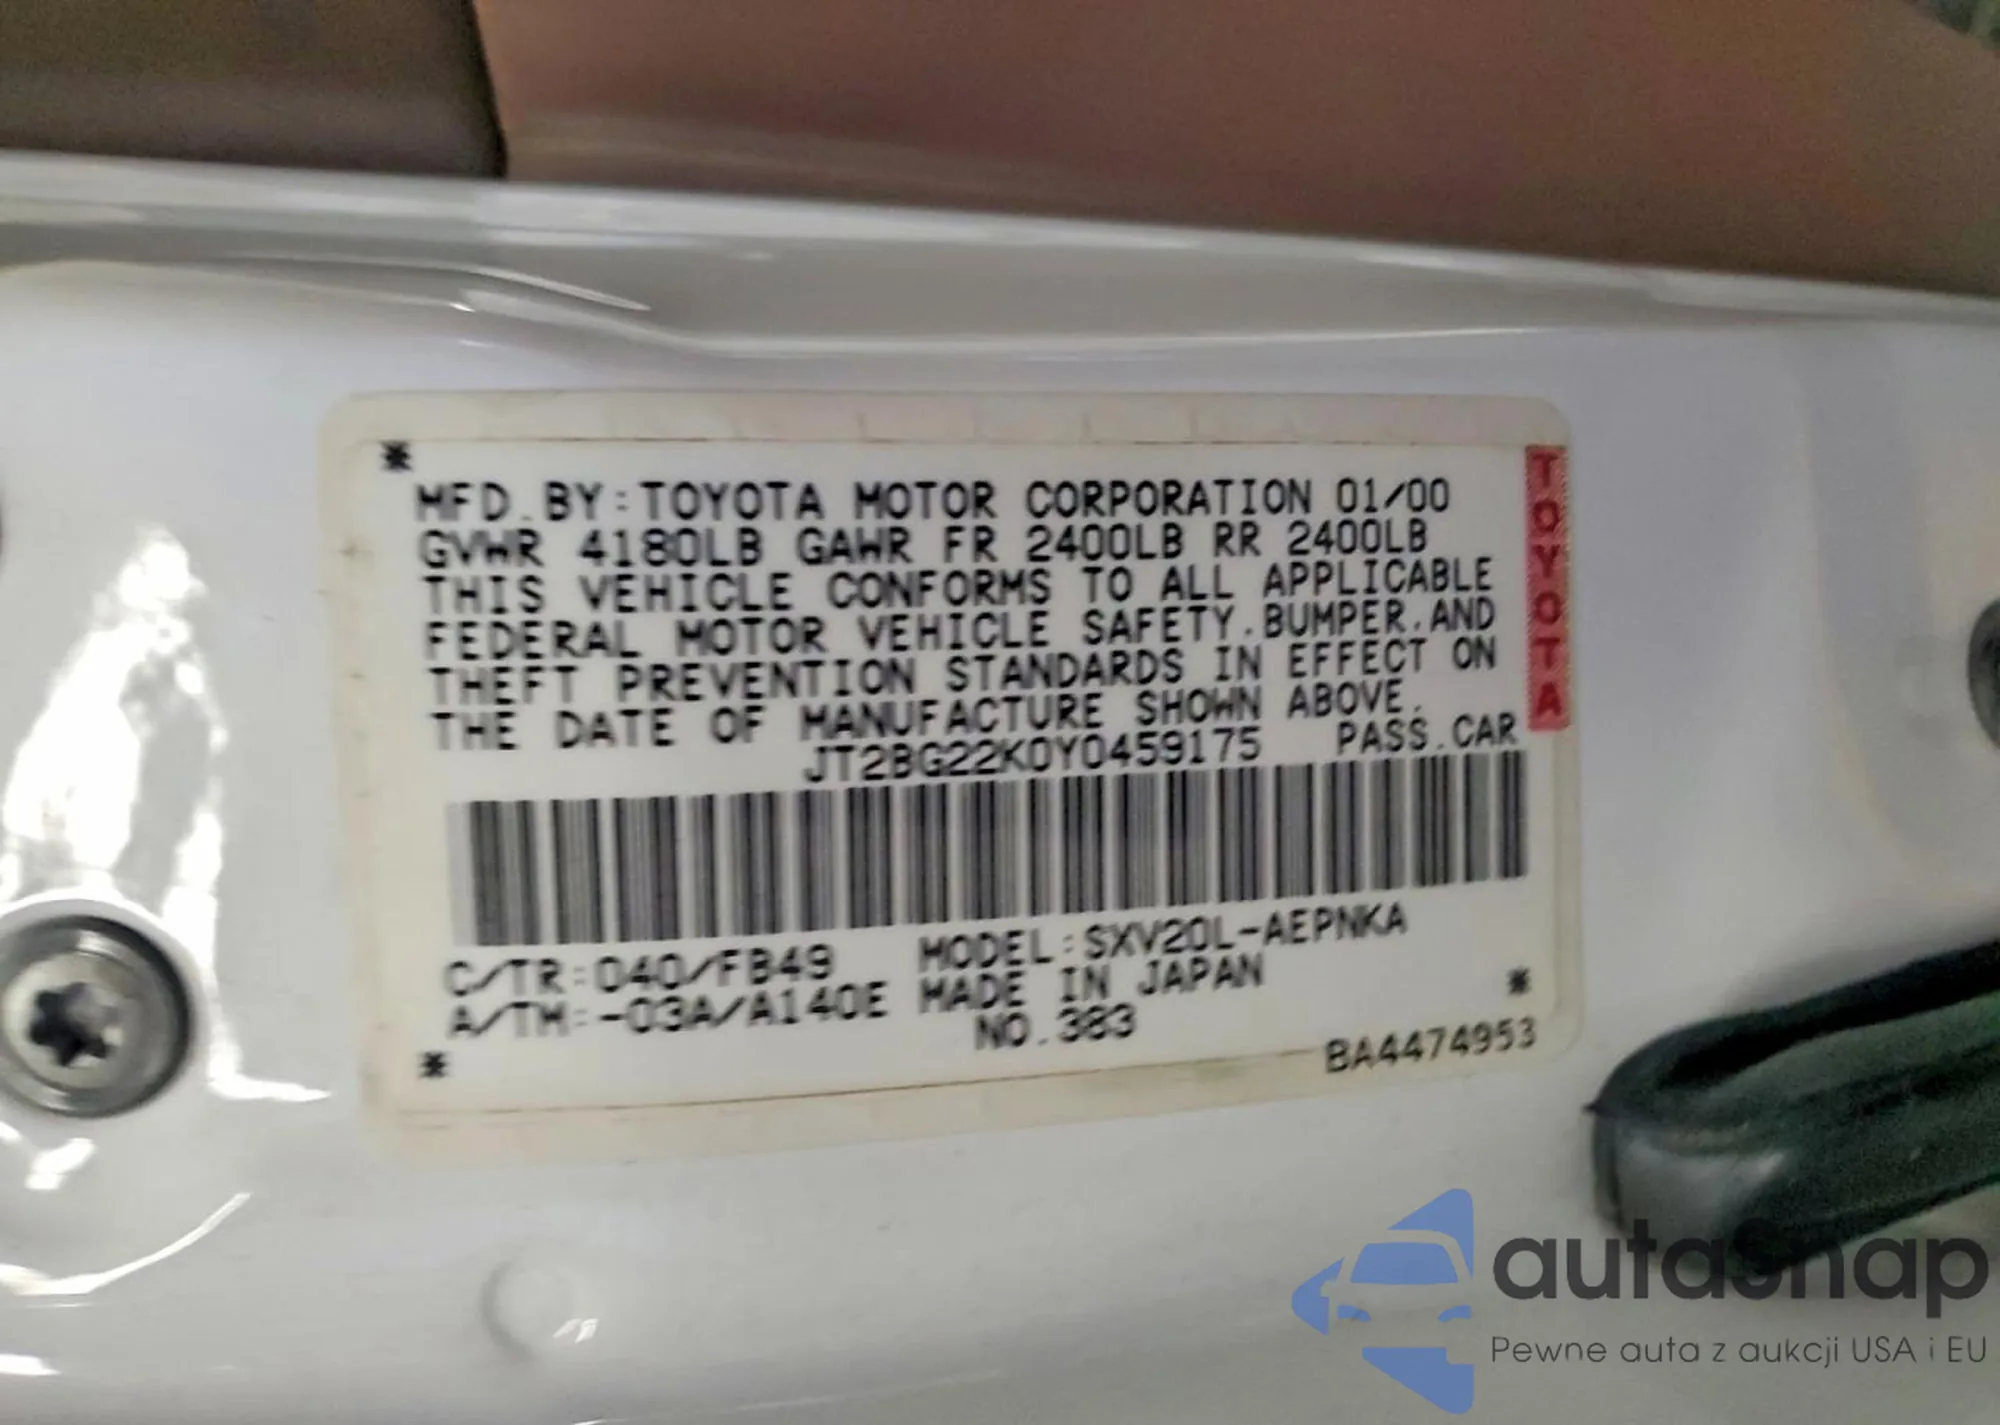 *
MFD.BY:TOYOTA MOTOR CORPORATION 01/00
GVWR 4180LB GAWR FR 2400LB RR 2400LB
THIS VEHICLE CONFORMS TO ALL APPLICABLE
FEDERAL MOTOR VEHICLE SAFETY.BUMPER.AND
THEFT PREVENTION STANDARDS IN EFFECT ON
THE DATE OF MANUFACTURE SHOWN ABOVE.
JT2BG22K0Y0459175 PASS.CAR
TOYOTA
C/TR:040/FB49 MODEL:SXV20L-AEPNKA
A/TM:-03A/A140E MADE IN JAPAN *
NO.383
* BA4474953
autasnap
Pewne auta z aukcji USA i EU